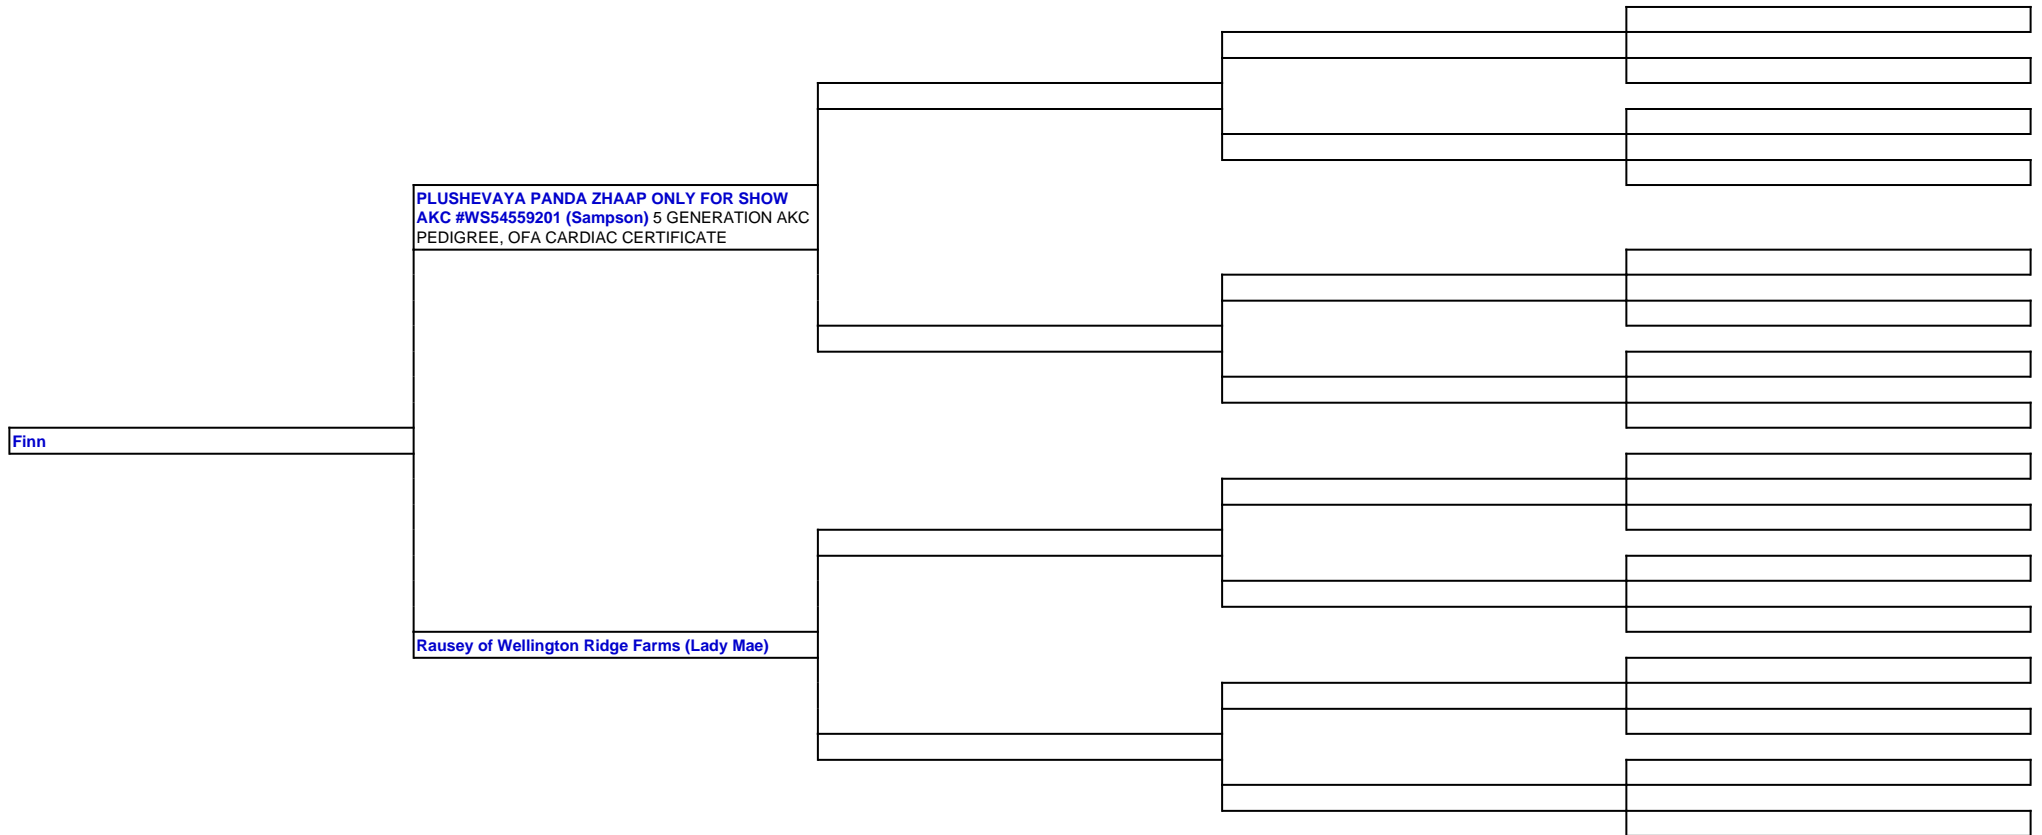 PLUSHEVAYA PANDA ZHAAP ONLY FOR SHOW
AKC #WS54559201 (Sampson) 5 GENERATION AKC
PEDIGREE, OFA CARDIAC CERTIFICATE
Finn
Rausey of Wellington Ridge Farms (Lady Mae)